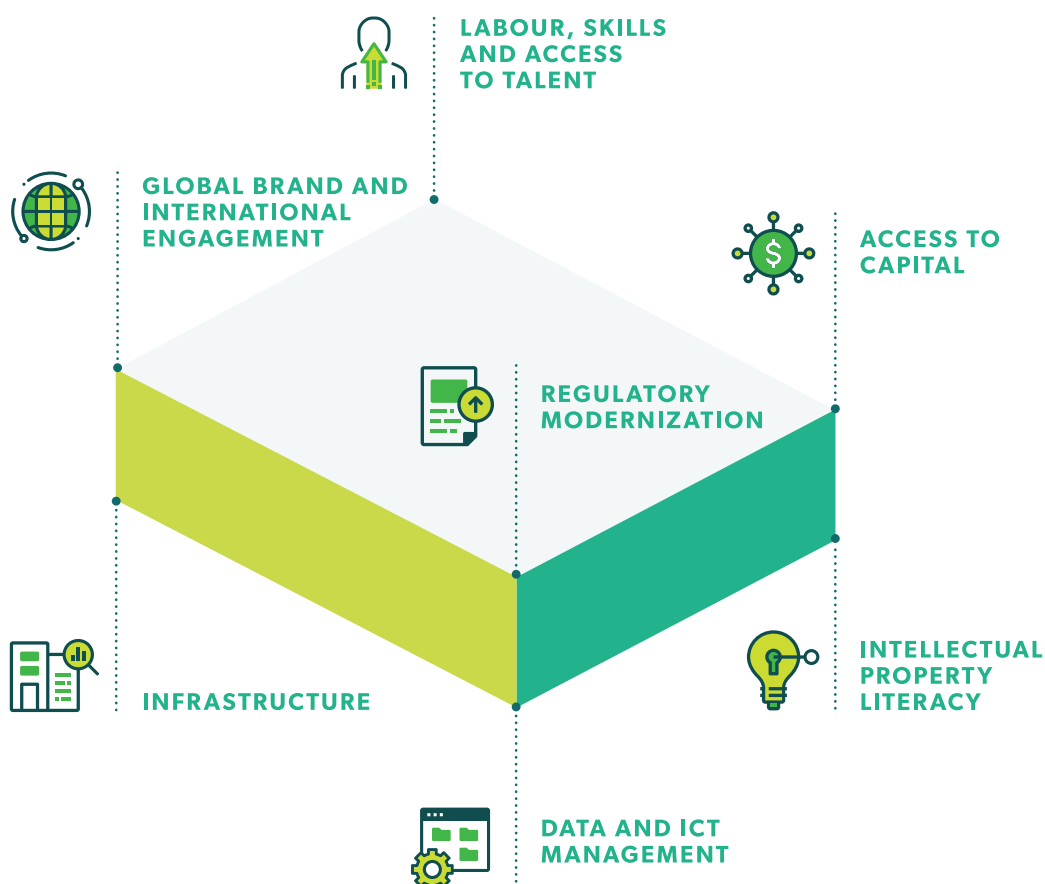 LABOUR, SKILLS
AND ACCESS
TO TALENT
GLOBAL BRAND AND
INTERNATIONAL
ENGAGEMENT
$
ACCESS TO
CAPITAL
REGULATORY
MODERNIZATION
INFRASTRUCTURE
INTELLECTUAL
PROPERTY
LITERACY
DATA AND ICT
MANAGEMENT